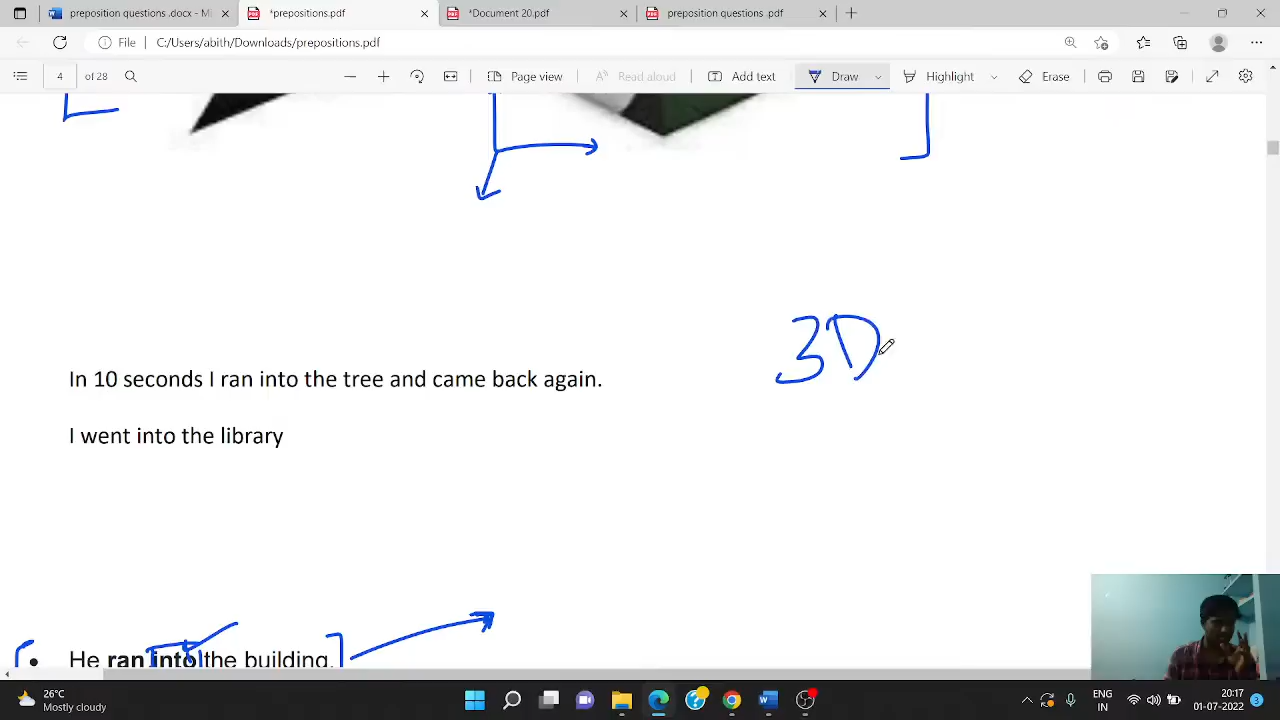 preposition questions .docx - Mi
*prepositions.pdf
*Document 20 pdf
preposition questions .pdf
File
C:/Users/abith/Downloads/prepositions.pdf
4 of 28
Page view
Read aloud
Add text
Draw
Highlight
Erase
3D
In 10 seconds I ran into the tree and came back again.
I went into the library
He ran into the building.
26°C
Mostly cloudy
ENG
IN
20:17
01-07-2022
3